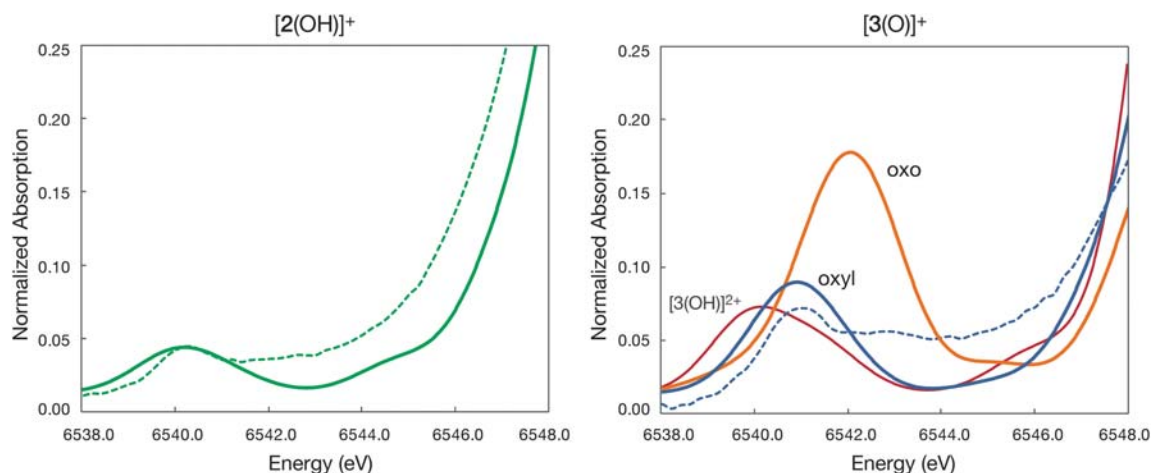 [2(OH)]+
[3(O)]+
Normalized Absorption
0.25
0.20
0.15
0.10
0.05
0.00
6538.0 6540.0 6542.0 6544.0 6546.0 6548.0
Energy (eV)
Normalized Absorption
0.25
0.20
0.15
0.10
0.05
0.00
oxo
oxyl
[3(OH)]2+
6538.0 6540.0 6542.0 6544.0 6546.0 6548.0
Energy (eV)